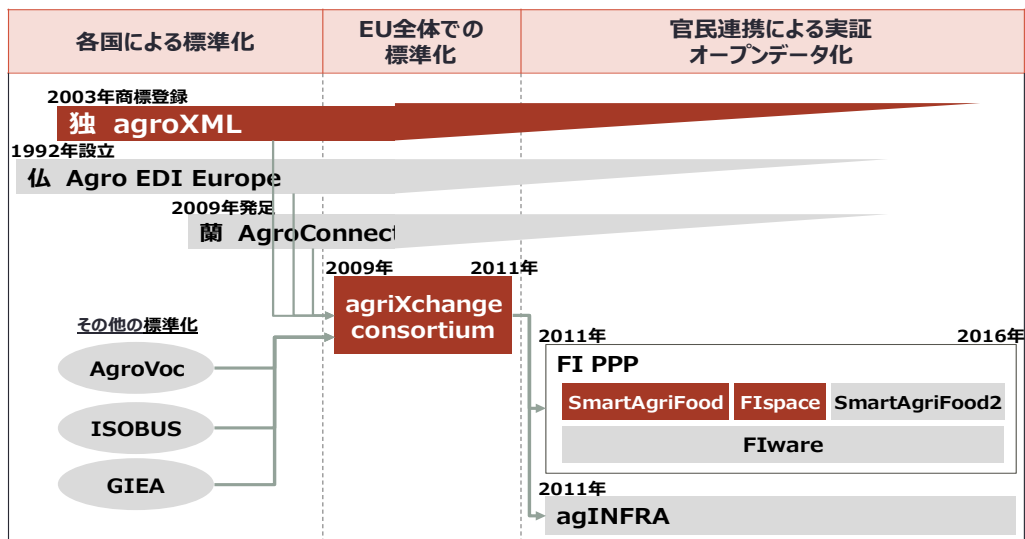 各国による標準化
EU全体での
標準化
官民連携による実証
オープンデータ化
2003年商標登録
独 agroXML
1992年設立
仏 Agro EDI Europe
2009年発足
蘭 AgroConnect
2009年
2011年
agriXchange
consortium
その他の標準化
AgroVoc
ISOBUS
GIEA
2011年
2016年
FI PPP
SmartAgriFood
FIspace
SmartAgriFood2
FIware
2011年
agINFRA